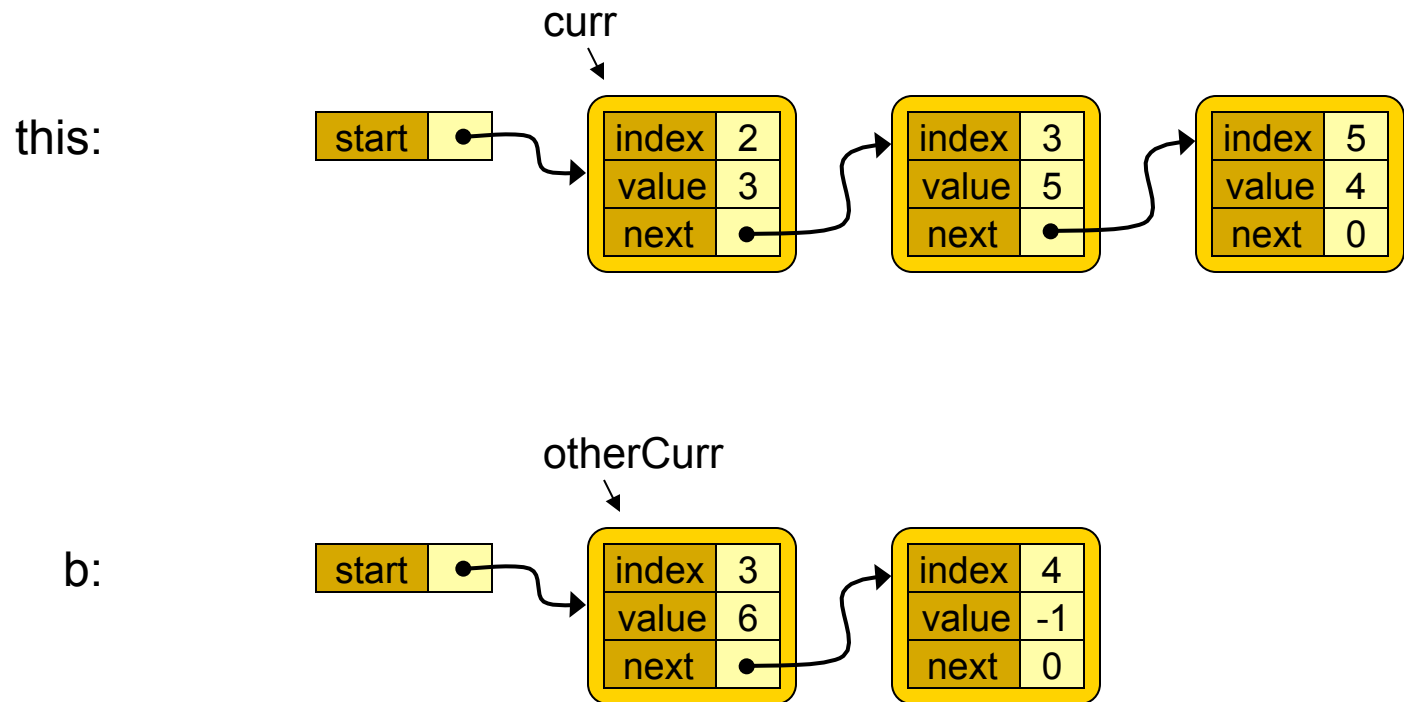 curr
this:
start
index 2
value 3
next
index 3
value 5
next
index 5
value 4
next 0
otherCurr
b:
start
index 3
value 6
next
index 4
value -1
next 0